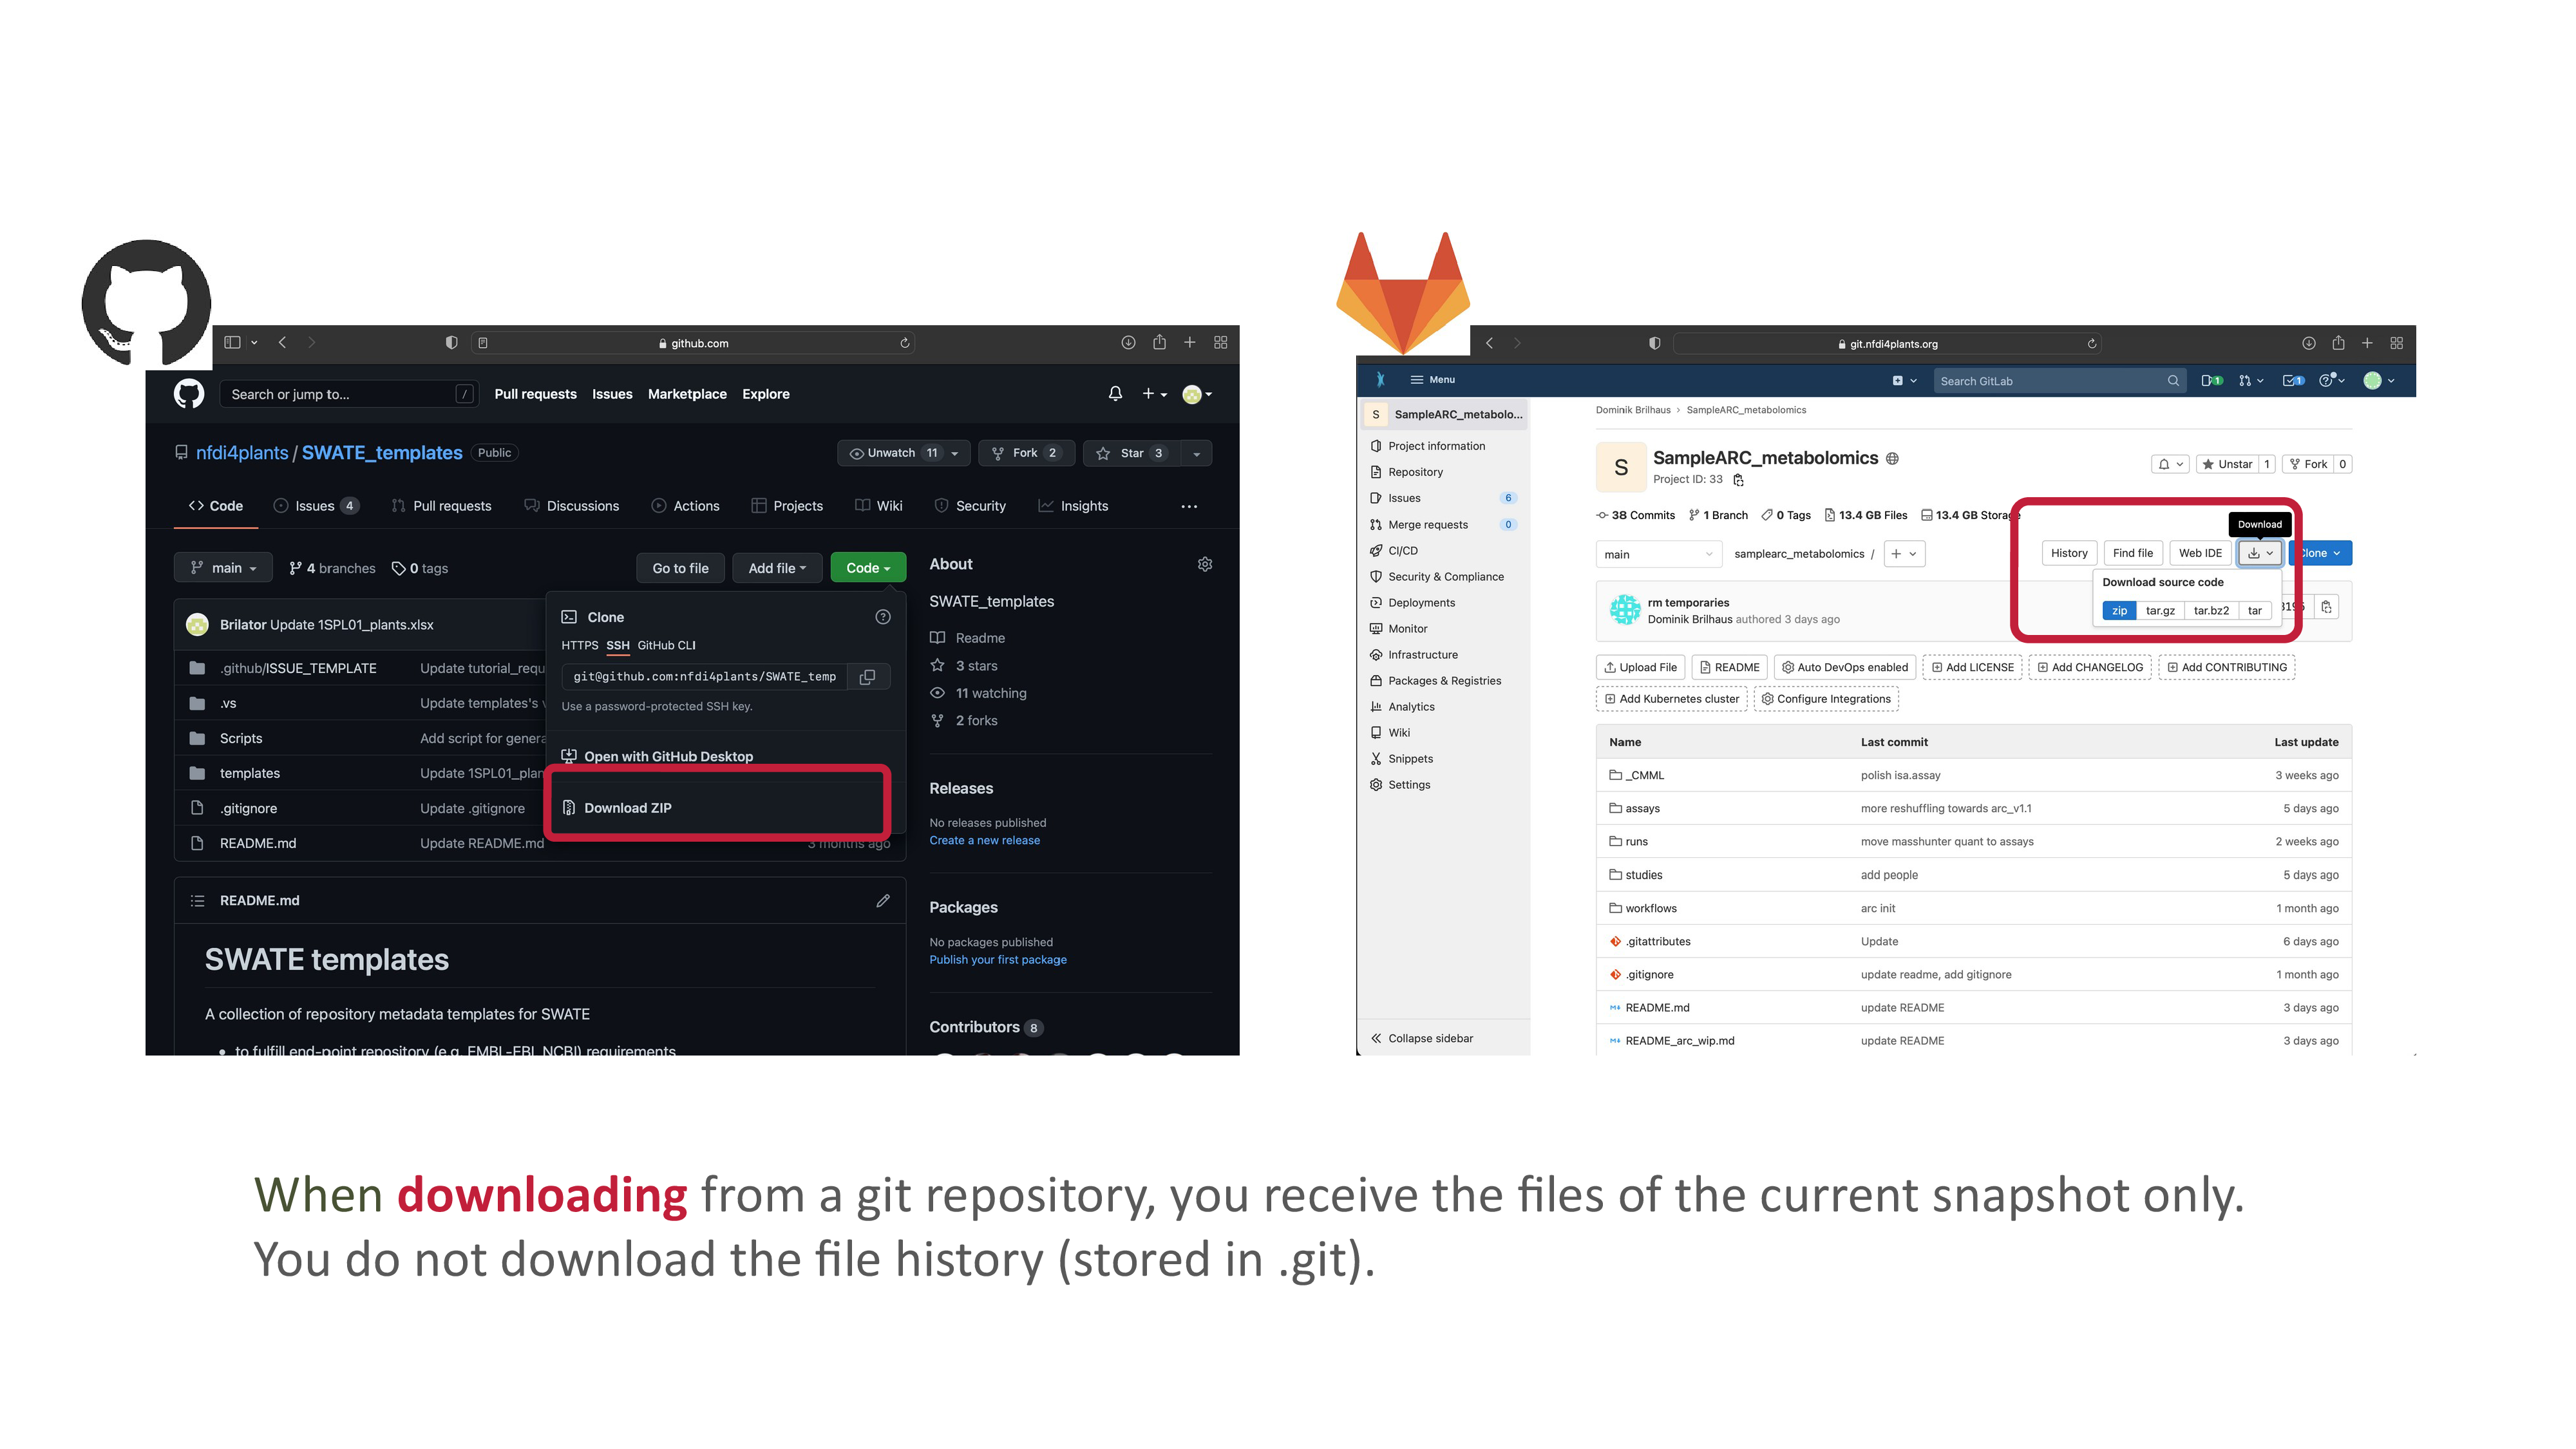 github.com
Search or jump to... /
Pull requests Issues Marketplace Explore
nfdi4plants / SWATE_templates Public
Unwatch 11 Fork 2 Star 3
Code Issues 4 Pull requests Discussions Actions Projects Wiki Security Insights ...
main 4 branches 0 tags Go to file Add file Code
Brilator Update 1SPL01_plants.xlsx
.github/ISSUE_TEMPLATE Update tutorial_requ
.vs Update templates's
Scripts Add script for genera
templates Update 1SPL01_plan
.gitignore Update .gitignore
README.md Update README.md 3 months ago
Clone
HTTPS SSH GitHub CLI
git@github.com:nfdi4plants/SWATE_temp
Use a password-protected SSH key.
Open with GitHub Desktop
Download ZIP
README.md
SWATE templates
A collection of repository metadata templates for SWATE
• to fulfill end-point repository (e.g. EMBL-EBI, NCBI) requirements
About
SWATE_templates
Readme
3 stars
11 watching
2 forks
Releases
No releases published
Create a new release
Packages
No packages published
Publish your first package
Contributors 8
git.nfdi4plants.org
Menu
Search GitLab
1
1
S SampleARC_metabolo...
Project information
Repository
Issues 6
Merge requests 0
CI/CD
Security & Compliance
Deployments
Monitor
Infrastructure
Packages & Registries
Analytics
Wiki
Snippets
Settings
Collapse sidebar
Dominik Brilhaus > SampleARC_metabolomics
S
SampleARC_metabolomics
Project ID: 33
Unstar 1 Fork 0
38 Commits 1 Branch 0 Tags 13.4 GB Files 13.4 GB Storage
Download
main samplearc_metabolomics / + History Find file Web IDE Clone
Download source code
zip tar.gz tar.bz2 tar
rm temporaries
Dominik Brilhaus authored 3 days ago
Upload File README Auto DevOps enabled Add LICENSE Add CHANGELOG Add CONTRIBUTING
Add Kubernetes cluster Configure Integrations
Name Last commit Last update
_CMML polish isa.assay 3 weeks ago
assays more reshuffling towards arc_v1.1 5 days ago
runs move masshunter quant to assays 2 weeks ago
studies add people 5 days ago
workflows arc init 1 month ago
.gitattributes Update 6 days ago
.gitignore update readme, add gitignore 1 month ago
README.md update README 3 days ago
README_arc_wip.md update README 3 days ago
When downloading from a git repository, you receive the files of the current snapshot only.
You do not download the file history (stored in .git).